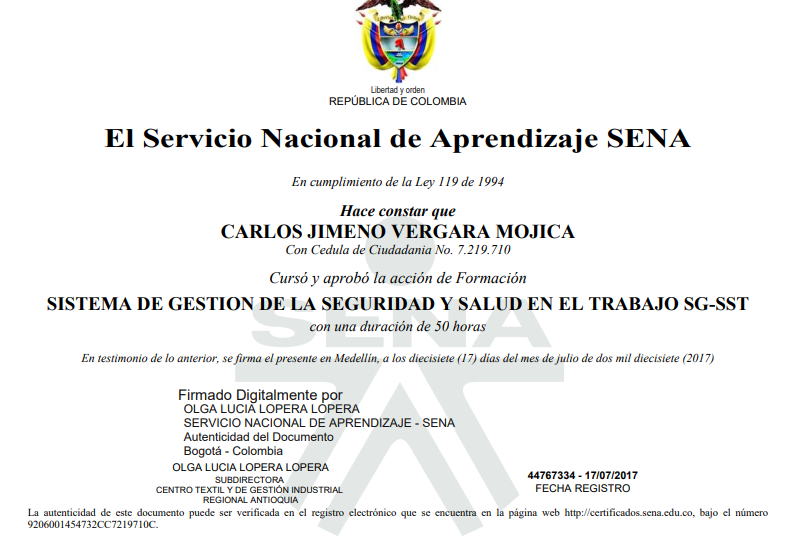 Libertad y orden
REPÚBLICA DE COLOMBIA
El Servicio Nacional de Aprendizaje SENA
En cumplimiento de la Ley 119 de 1994
Hace constar que
CARLOS JIMENO VERGARA MOJICA
Con Cedula de Ciudadania No. 7.219.710
Cursó y aprobó la acción de Formación
SISTEMA DE GESTION DE LA SEGURIDAD Y SALUD EN EL TRABAJO SG-SST
con una duración de 50 horas
SENA
En testimonio de lo anterior, se firma el presente en Medellín, a los diecisiete (17) días del mes de julio de dos mil diecisiete (2017)
Firmado Digitalmente por
OLGA LUCIA LOPERA LOPERA
SERVICIO NACIONAL DE APRENDIZAJE - SENA
Autenticidad del Documento
Bogotá - Colombia
OLGA LUCIA LOPERA LOPERA
SUBDIRECTORA
CENTRO TEXTIL Y DE GESTIÓN INDUSTRIAL
REGIONAL ANTIOQUIA
44767334 - 17/07/2017
FECHA REGISTRO
La autenticidad de este documento puede ser verificada en el registro electrónico que se encuentra en la página web http://certificados.sena.edu.co, bajo el número
9206001454732CC7219710C.